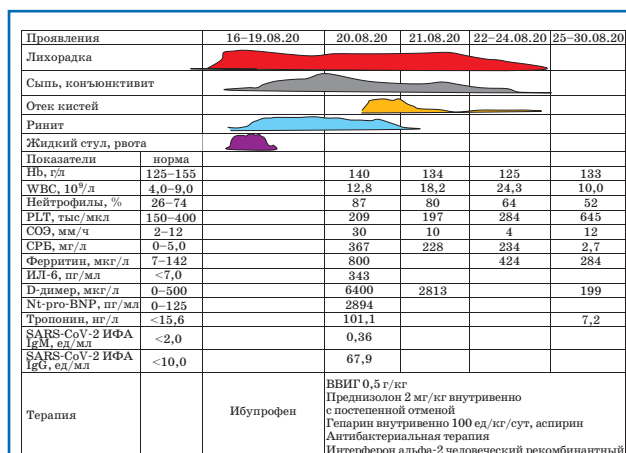 Проявления 16–19.08.20 20.08.20 21.08.20 22–24.08.20 25–30.08.20
Лихорадка
Сыпь, конъюнктивит
Отек кистей
Ринит
Жидкий стул, рвота
Показатели норма
Hb, г/л 125–155 140 134 125 133
WBC, 10⁹/л 4,0–9,0 12,8 18,2 24,3 10,0
Нейтрофилы, % 26–74 87 80 64 52
PLT, тыс/мкл 150–400 209 197 284 645
СОЭ, мм/ч 2–12 30 10 4 12
СРБ, мг/л 0–5,0 367 228 234 2,7
Ферритин, мкг/л 7–142 800 424 284
ИЛ-6, пг/мл <7,0 343
D-димер, мкг/л 0–500 6400 2813 199
Nt-pro-BNP, пг/мл 0–125 2894
Тропонин, нг/л <15,6 101,1 7,2
SARS-CoV-2 ИФА
IgM, ед/мл <2,0 0,36
SARS-CoV-2 ИФА
IgG, ед/мл <10,0 67,9
Терапия
Ибупрофен
ВВИГ 0,5 г/кг
Преднизолон 2 мг/кг внутривенно
с постепенной отменой
Гепарин внутривенно 100 ед/кг/сут, аспирин
Антибактериальная терапия
Интерферон альфа-2 человеческий рекомбинантный